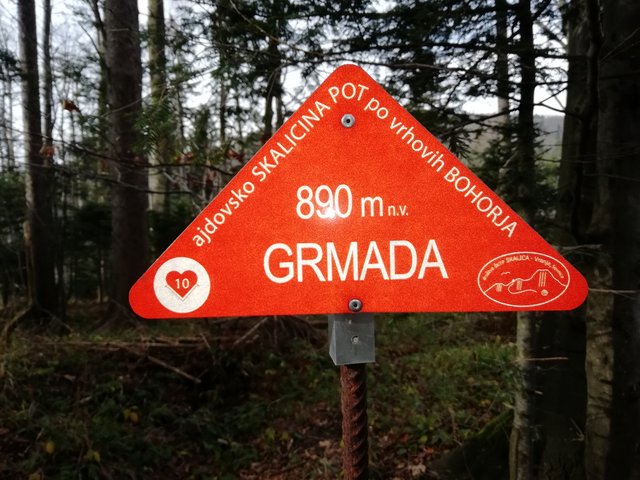 ajdovsko SKALICINA POT po vrhovih BOHORJA
890 m n.v.
GRMADA
10